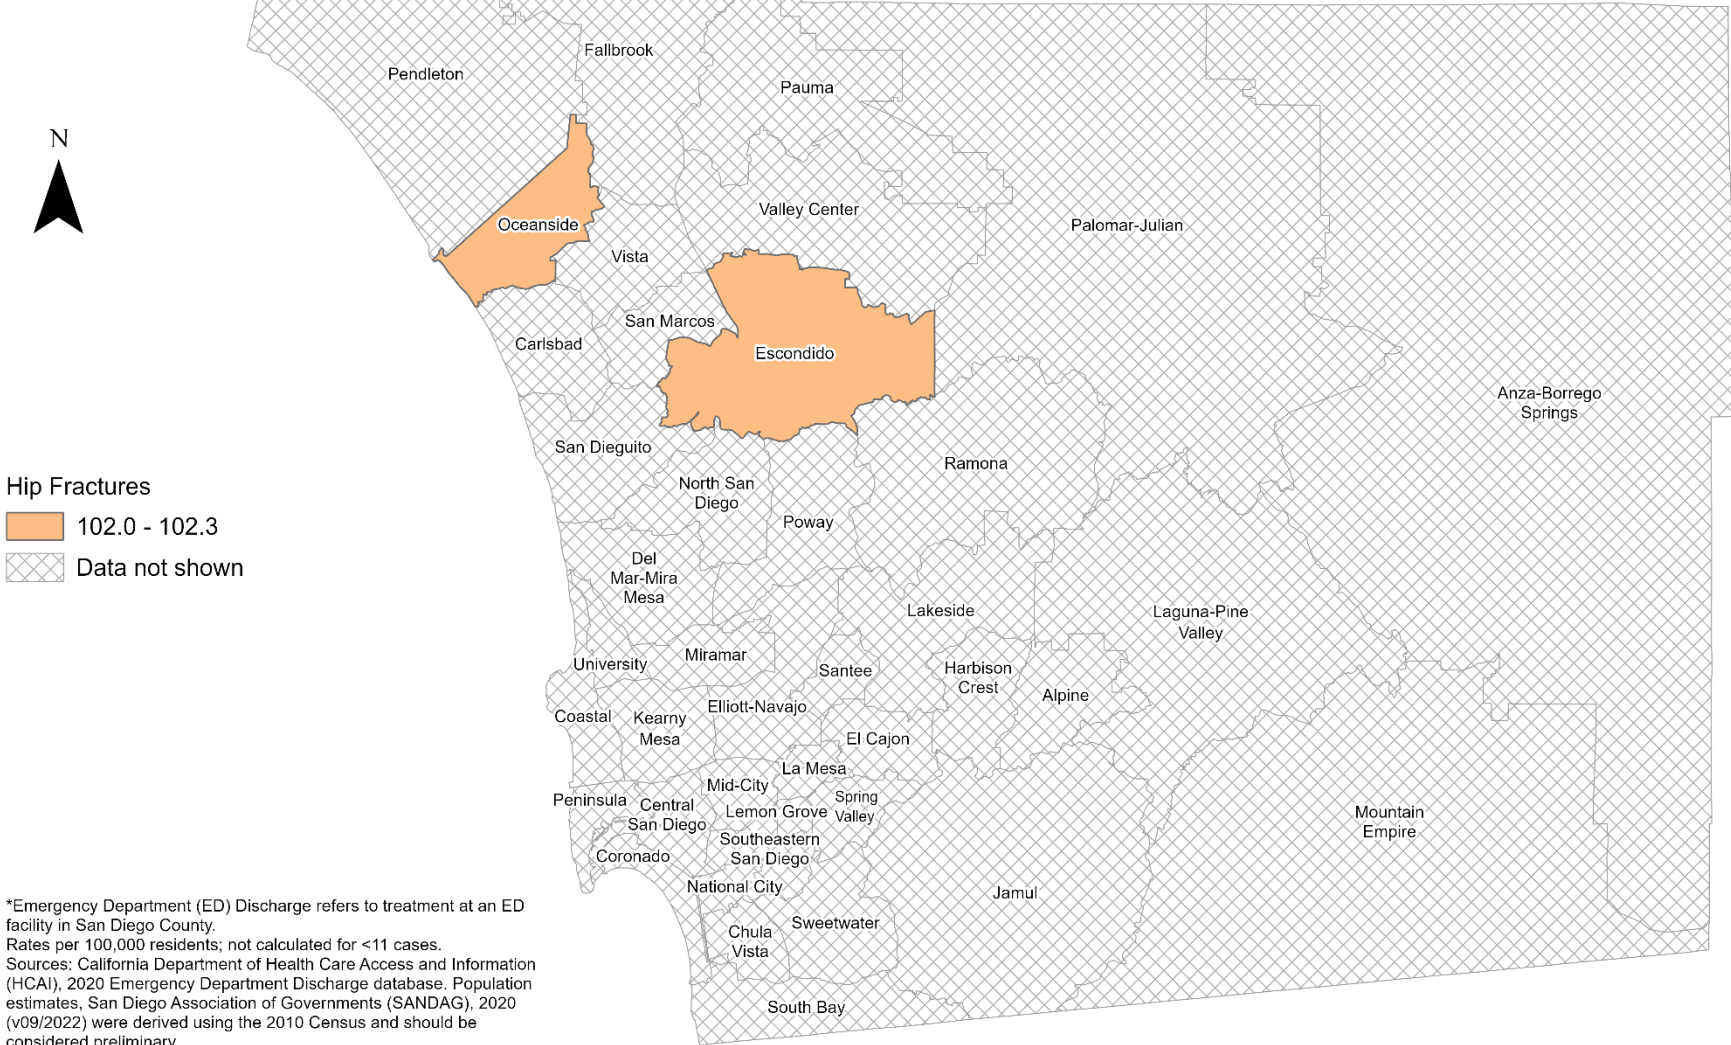 Fallbrook
Pendleton
Pauma
N
Valley Center
Oceanside
Palomar-Julian
Vista
San Marcos
Carlsbad
Escondido
Anza-Borrego
Springs
San Dieguito
Ramona
North San
Diego
Poway
Hip Fractures
102.0 - 102.3
Data not shown
Del
Mar-Mira
Mesa
Lakeside
Laguna-Pine
Valley
University
Miramar
Santee
Harbison
Crest
Alpine
Coastal
Kearny
Mesa
Elliott-Navajo
El Cajon
La Mesa
Mid-City
Peninsula
Central
San Diego
Lemon Grove
Spring
Valley
Mountain
Empire
Southeastern
San Diego
Coronado
National City
Jamul
Sweetwater
Chula
Vista
South Bay
*Emergency Department (ED) Discharge refers to treatment at an ED
facility in San Diego County.
Rates per 100,000 residents; not calculated for <11 cases.
Sources: California Department of Health Care Access and Information
(HCAI), 2020 Emergency Department Discharge database. Population
estimates, San Diego Association of Governments (SANDAG), 2020
(v09/2022) were derived using the 2010 Census and should be
considered preliminary.